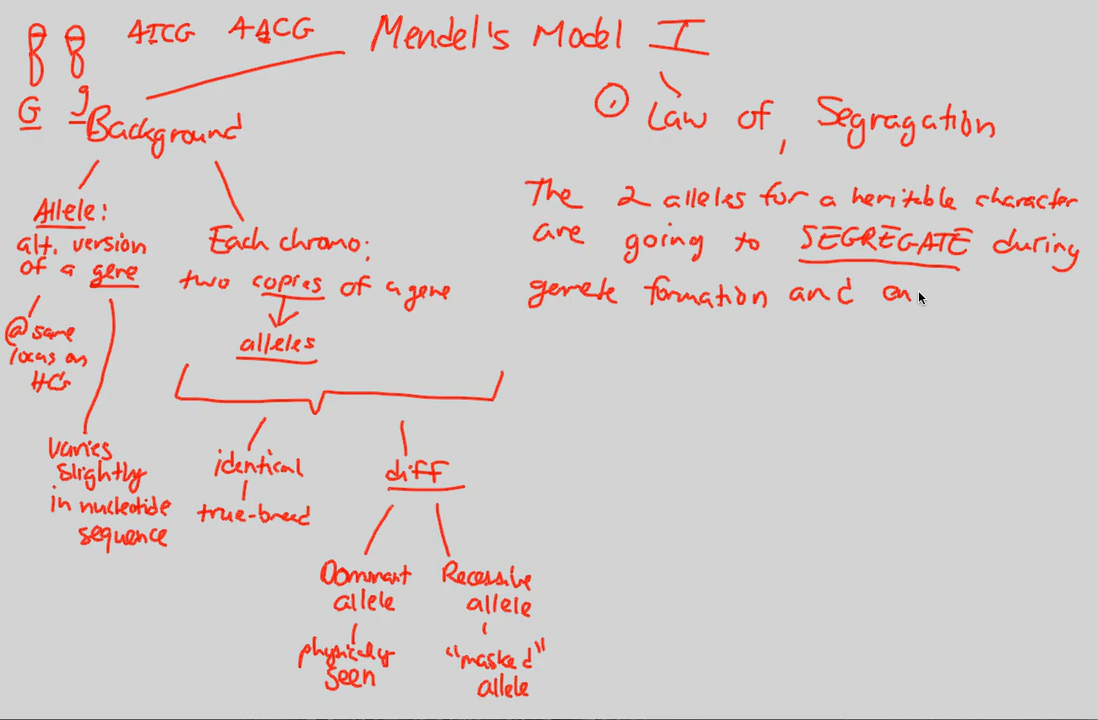 ATCG AACG Mendel's Model I
G g
Background
Allele:
alt. version
of a gene
@ same
locus on
HC's
varies
slightly
in nucleotide
sequence
Each chromo:
two copies of a gene
alleles
identical
true-breed
diff
Dominant
allele
physically
seen
Recessive
allele
"masked"
allele
① Law of Segragation
The 2 alleles for a heritable character
are going to SEGREGATE during
gamete formation and en